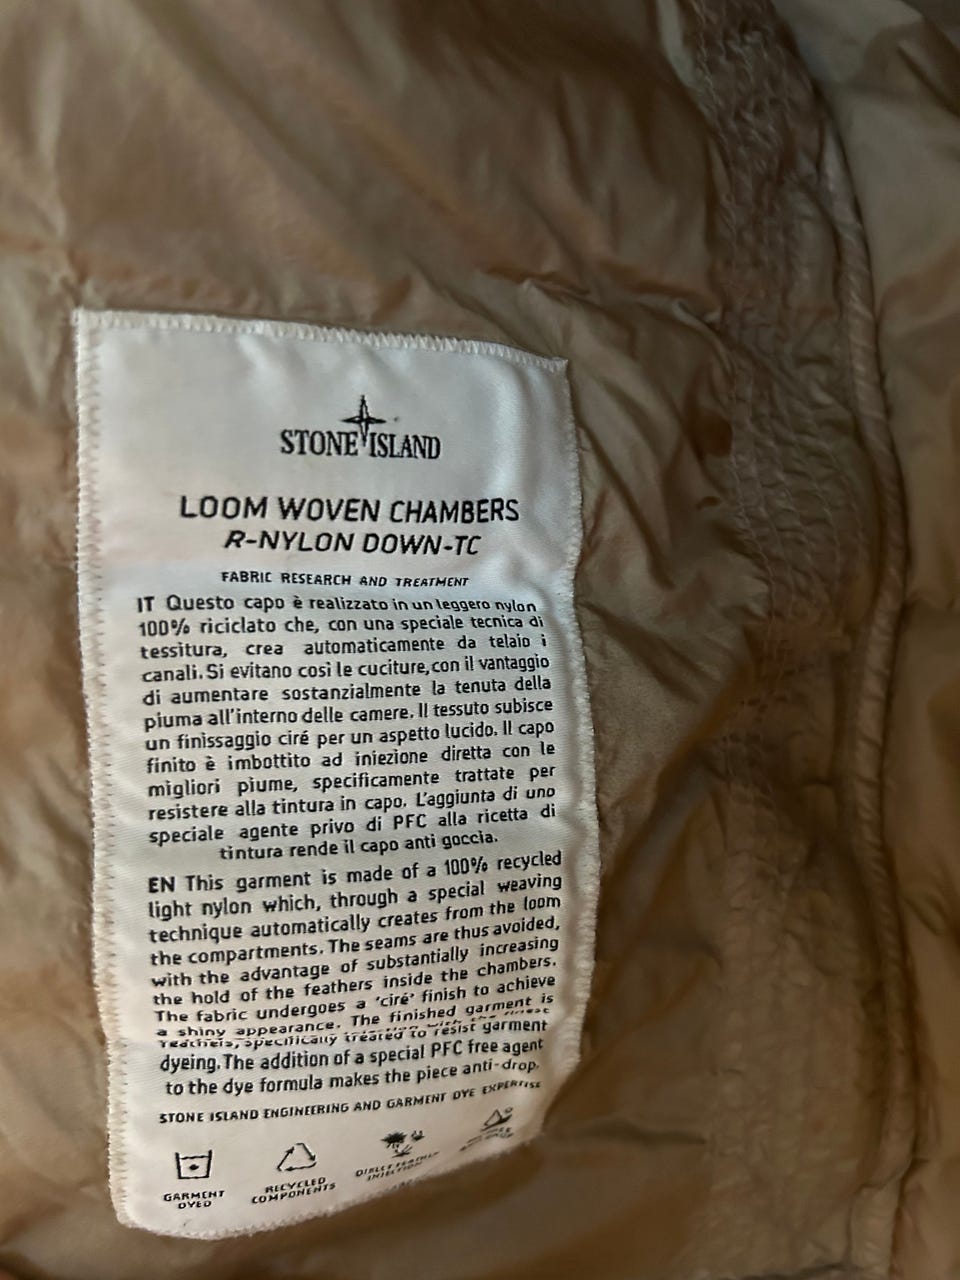 STONE ISLAND
LOOM WOVEN CHAMBERS
R-NYLON DOWN-TC
FABRIC RESEARCH AND TREATMENT
IT Questo capo è realizzato in un leggero nylon
100% riciclato che, con una speciale tecnica di
tessitura, crea automaticamente da telaio i
canali. Si evitano così le cuciture, con il vantaggio
di aumentare sostanzialmente la tenuta della
piuma all'interno delle camere. Il tessuto subisce
un finissaggio ciré per un aspetto lucido. Il capo
finito è imbottito ad iniezione diretta con le
migliori piume, specificamente trattate per
resistere alla tintura in capo. L'aggiunta di uno
speciale agente privo di PFC alla ricetta di
tintura rende il capo anti goccia.
EN This garment is made of a 100% recycled
light nylon which, through a special weaving
technique automatically creates from the loom
the compartments. The seams are thus avoided,
with the advantage of substantially increasing
the hold of the feathers inside the chambers.
The fabric undergoes a 'ciré' finish to achieve
a shiny appearance. The finished garment is
feathers, specifically treated to resist garment
dyeing. The addition of a special PFC free agent
to the dye formula makes the piece anti-drop.
STONE ISLAND ENGINEERING AND GARMENT DYE EXPERTISE
GARMENT
DYED
RECYCLED
COMPONENTS
DIRECT FEATHER
INJECTION